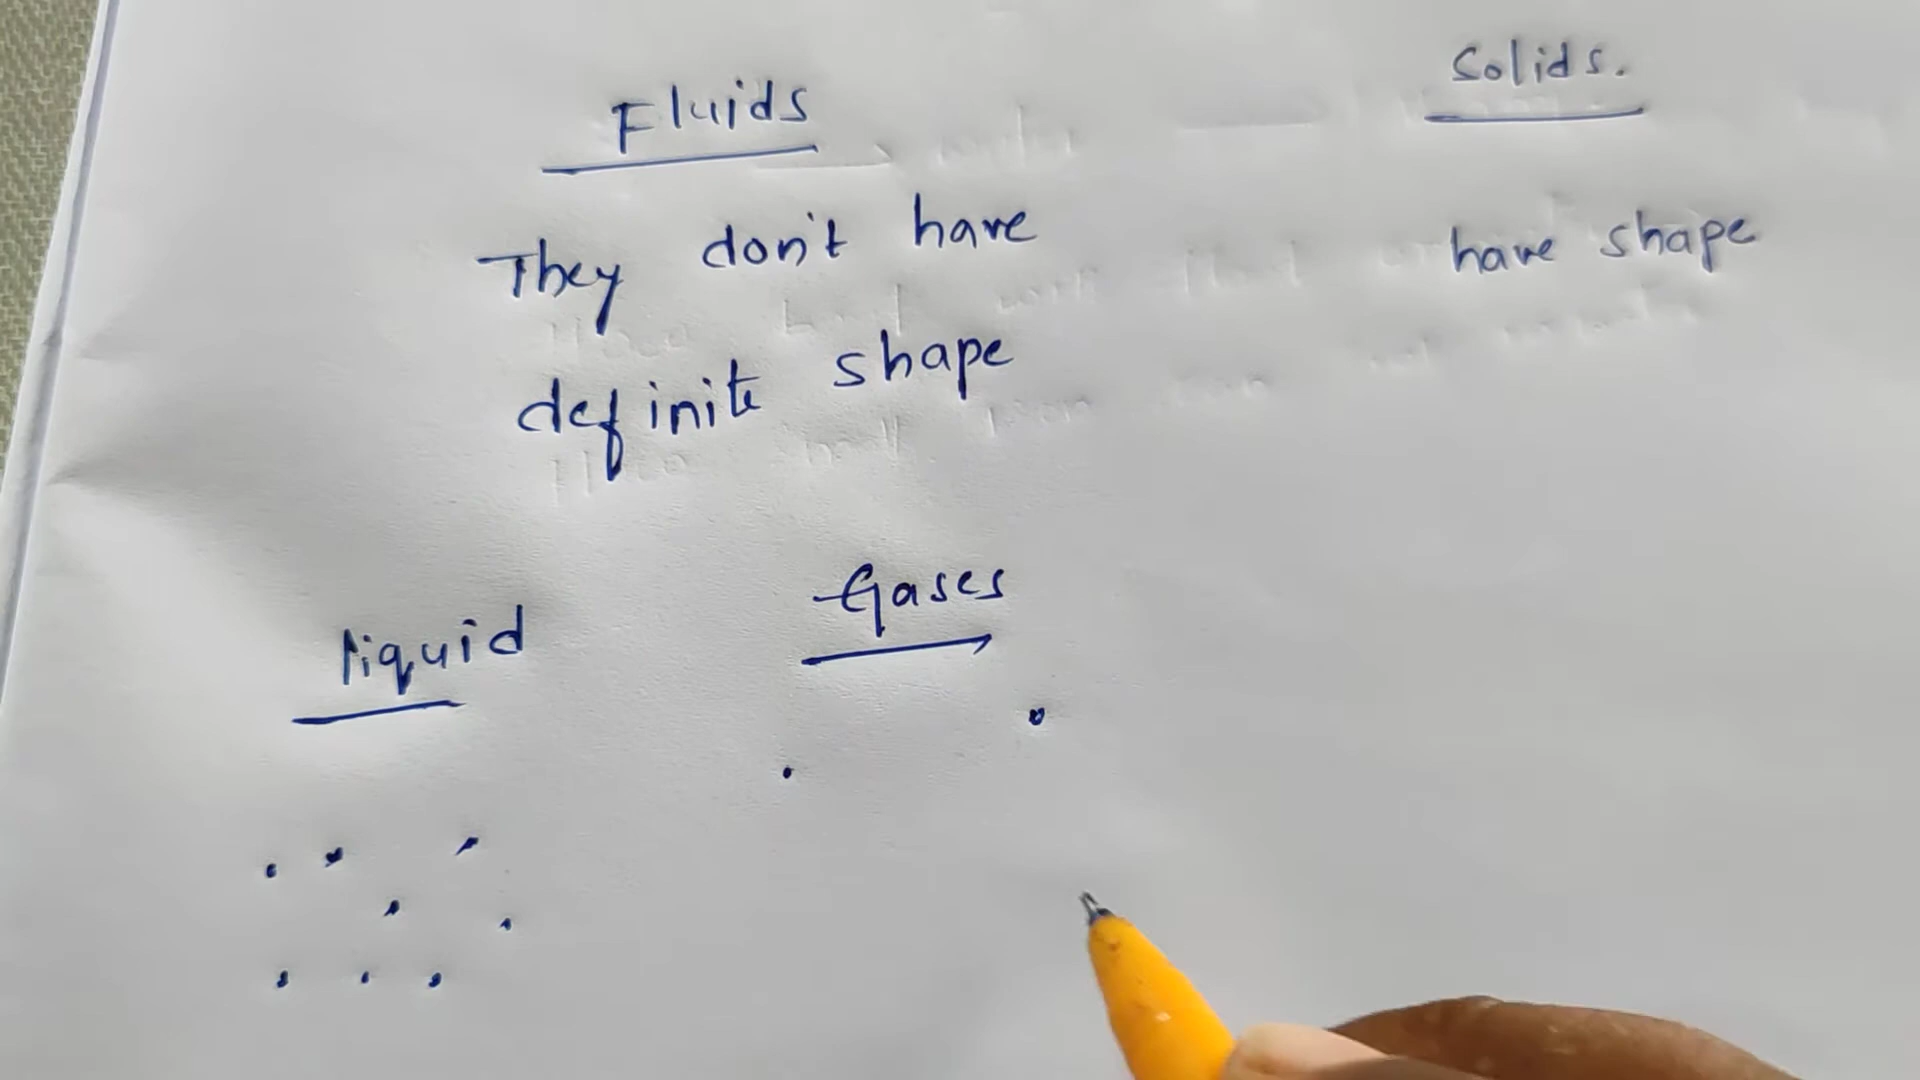 Fluids
Solids.
They don't have
have shape
definite shape
liquid
Gases